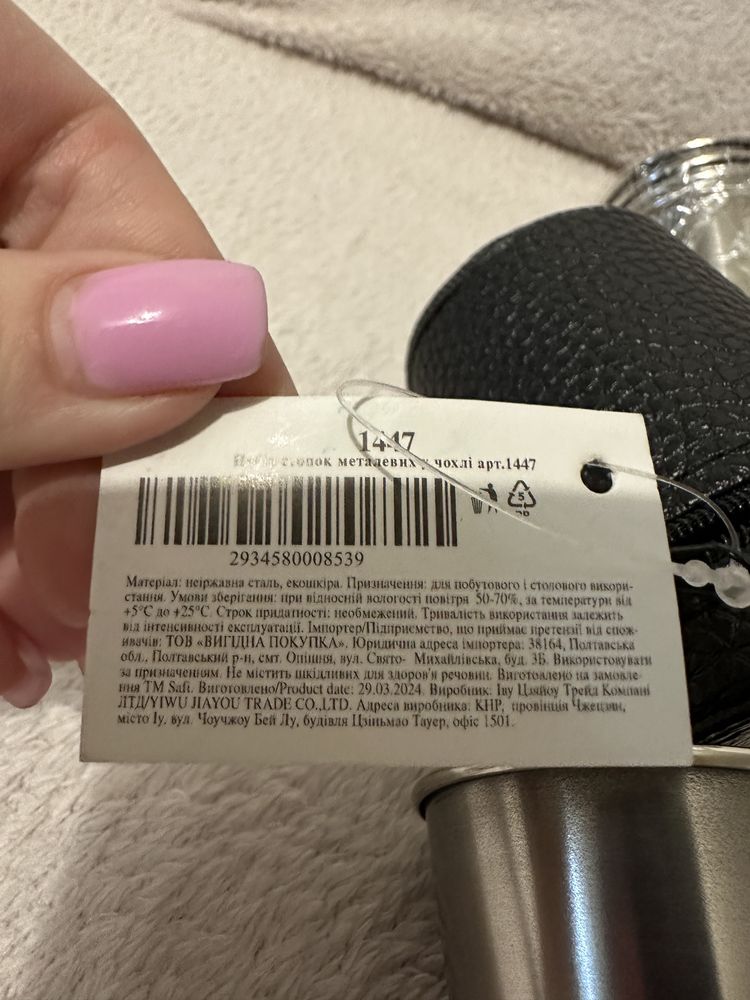 1447
Набір стопок металевих у чохлі арт.1447
5
PP
2934580008539
Матеріал: неіржавна сталь, екошкіра. Призначення: для побутового і столового викори-
стання. Умови зберігання: при відносній вологості повітря 50-70%, за температури від
+5°C до +25°C. Строк придатності: необмежений. Тривалість використання залежить
від інтенсивності експлуатації. Імпортер/Підприємство, що приймає претензії від спож-
ивачів: ТОВ «ВИГІДНА ПОКУПКА». Юридична адреса імпортера: 38164, Полтавська
обл., Полтавський р-н, смт. Опішня, вул. Свято- Михайлівська, буд. 3Б. Використовувати
за призначенням. Не містить шкідливих для здоров'я речовин. Виготовлено на замовле-
ння ТМ Safi. Виготовлено/Product date: 29.03.2024. Виробник: Іву Цзяйоу Трейд Компані
ЛТД/YIWU JIAYOU TRADE CO.,LTD. Адреса виробника: КНР, провінція Чжецзян,
місто Іу, вул. Чоучжоу Бей Лу, будівля Цзіньмао Тауер, офіс 1501.